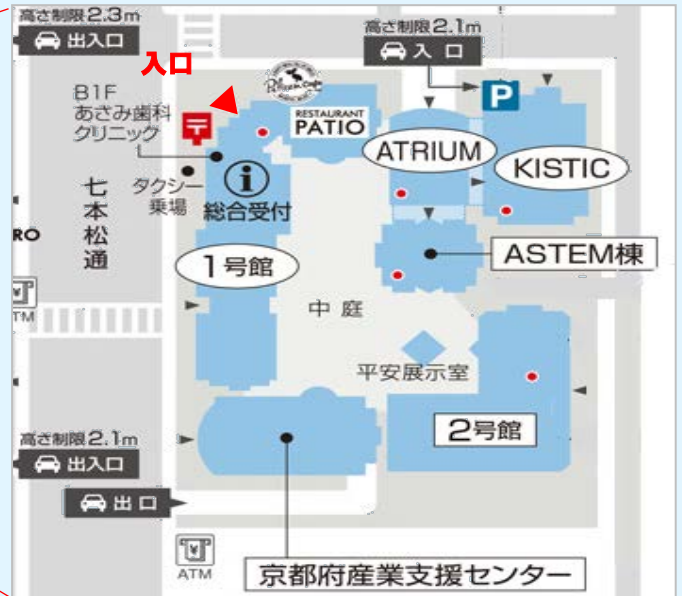 高さ制限2.3m
出入口
高さ制限2.1m
入 口
入口
B1F
あさみ歯科
クリニック
〒
RESTAURANT
PATIO
P
ATRIUM
KISTIC
七本松通
タクシー
乗場
i
総合受付
RO
ASTEM棟
1号館
¥
TM
中 庭
平安展示室
2号館
高さ制限2.1m
出入口
出 口
¥
ATM
京都府産業支援センター